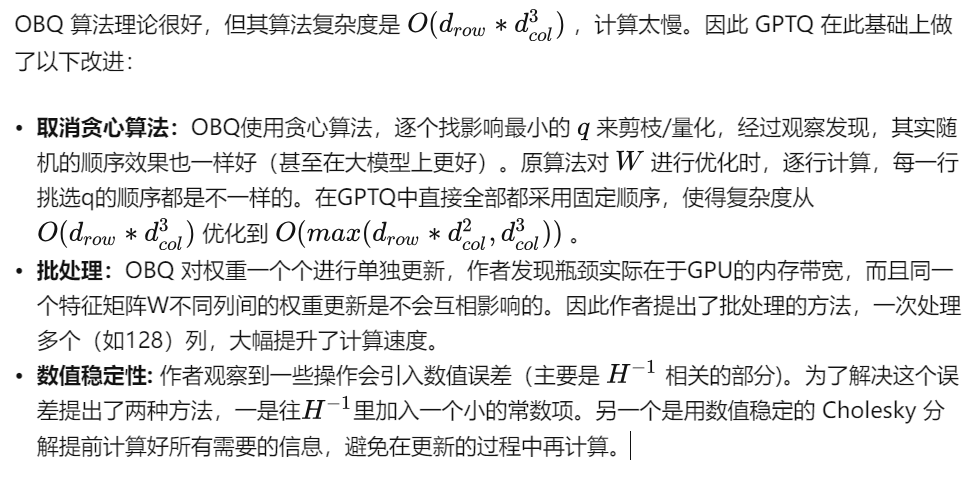 OBQ 算法理论很好，但其算法复杂度是 $O(d_{row} * d_{col}^3)$ ，计算太慢。因此 GPTQ 在此基础上做
了以下改进：
• 取消贪心算法：OBQ使用贪心算法，逐个找影响最小的 $q$ 来剪枝/量化，经过观察发现，其实随
机的顺序效果也一样好（甚至在大模型上更好）。原算法对 $W$ 进行优化时，逐行计算，每一行
挑选q的顺序都是不一样的。在GPTQ中直接全部都采用固定顺序，使得复杂度从
$O(d_{row} * d_{col}^3)$ 优化到 $O(max(d_{row} * d_{col}^2, d_{col}^3))$ 。
• 批处理：OBQ 对权重一个个进行单独更新，作者发现瓶颈实际在于GPU的内存带宽，而且同一
个特征矩阵W不同列间的权重更新是不会互相影响的。因此作者提出了批处理的方法，一次处理
多个（如128）列，大幅提升了计算速度。
• 数值稳定性: 作者观察到一些操作会引入数值误差（主要是 $H^{-1}$ 相关的部分)。为了解决这个误
差提出了两种方法，一是往$H^{-1}$里加入一个小的常数项。另一个是用数值稳定的 Cholesky 分
解提前计算好所有需要的信息，避免在更新的过程中再计算。